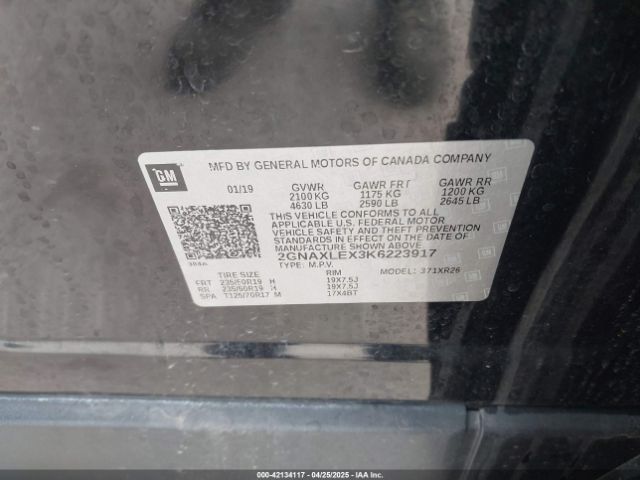 GM
MFD BY GENERAL MOTORS OF CANADA COMPANY
01/19 GVWR GAWR FRT GAWR RR
2100 KG 1175 KG 1200 KG
4630 LB 2590 LB 2645 LB
THIS VEHICLE CONFORMS TO ALL APPLICABLE
U.S. FEDERAL MOTOR
VEHICLE SAFETY AND THEFT PREVENTION
STANDARDS IN EFFECT ON THE DATE OF
MANUFACTURE SHOWN ABOVE.
2GNAXLEX3K6223917
TYPE: M.P.V. MODEL: 371XR26
TIRE SIZE RIM
FRT 235/50R19 H 19X7.5J
RR 235/50R19 H 19X7.5J
SPA T125/70R17 M 17X4BT
000-42134117 04/25/2025 IAA Inc.